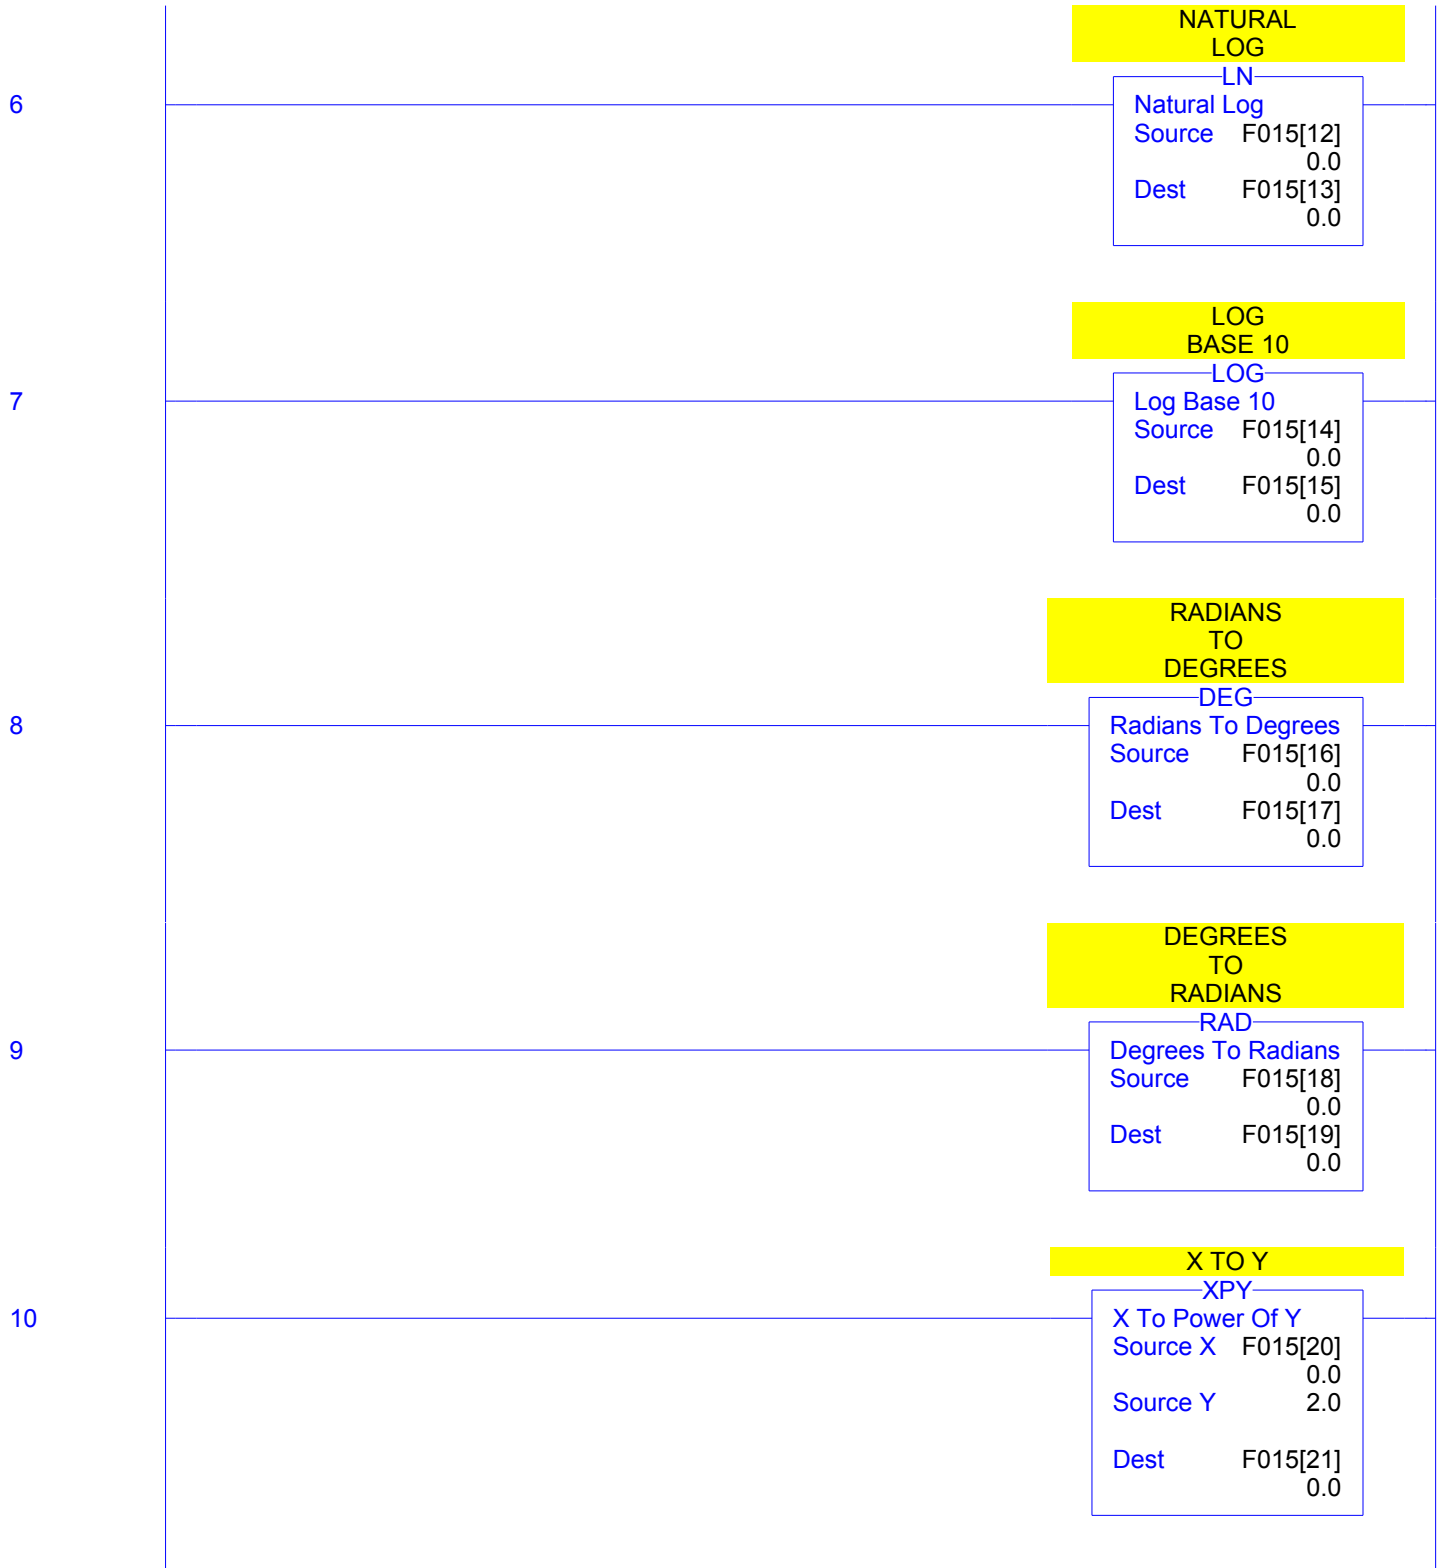 NATURAL
LOG
LN
6
Natural Log
Source F015[12]
0.0
Dest F015[13]
0.0
LOG
BASE 10
LOG
7
Log Base 10
Source F015[14]
0.0
Dest F015[15]
0.0
RADIANS
TO
DEGREES
DEG
8
Radians To Degrees
Source F015[16]
0.0
Dest F015[17]
0.0
DEGREES
TO
RADIANS
RAD
9
Degrees To Radians
Source F015[18]
0.0
Dest F015[19]
0.0
X TO Y
XPY
10
X To Power Of Y
Source X F015[20]
0.0
Source Y 2.0
Dest F015[21]
0.0